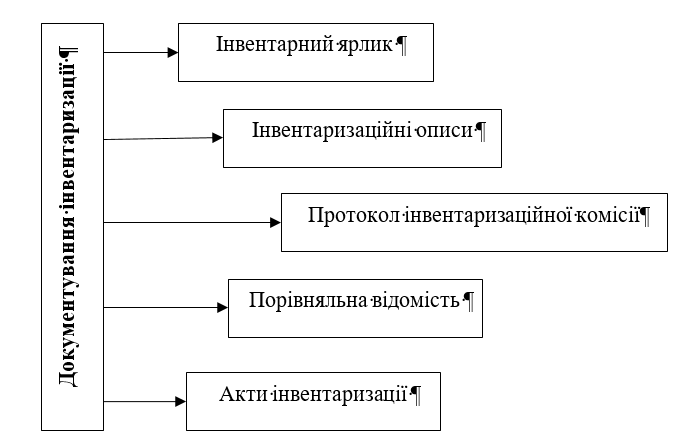 Документування інвентаризації
Інвентарний ярлик
Інвентаризаційні описи
Протокол інвентаризаційної комісії
Порівняльна відомість
Акти інвентаризації